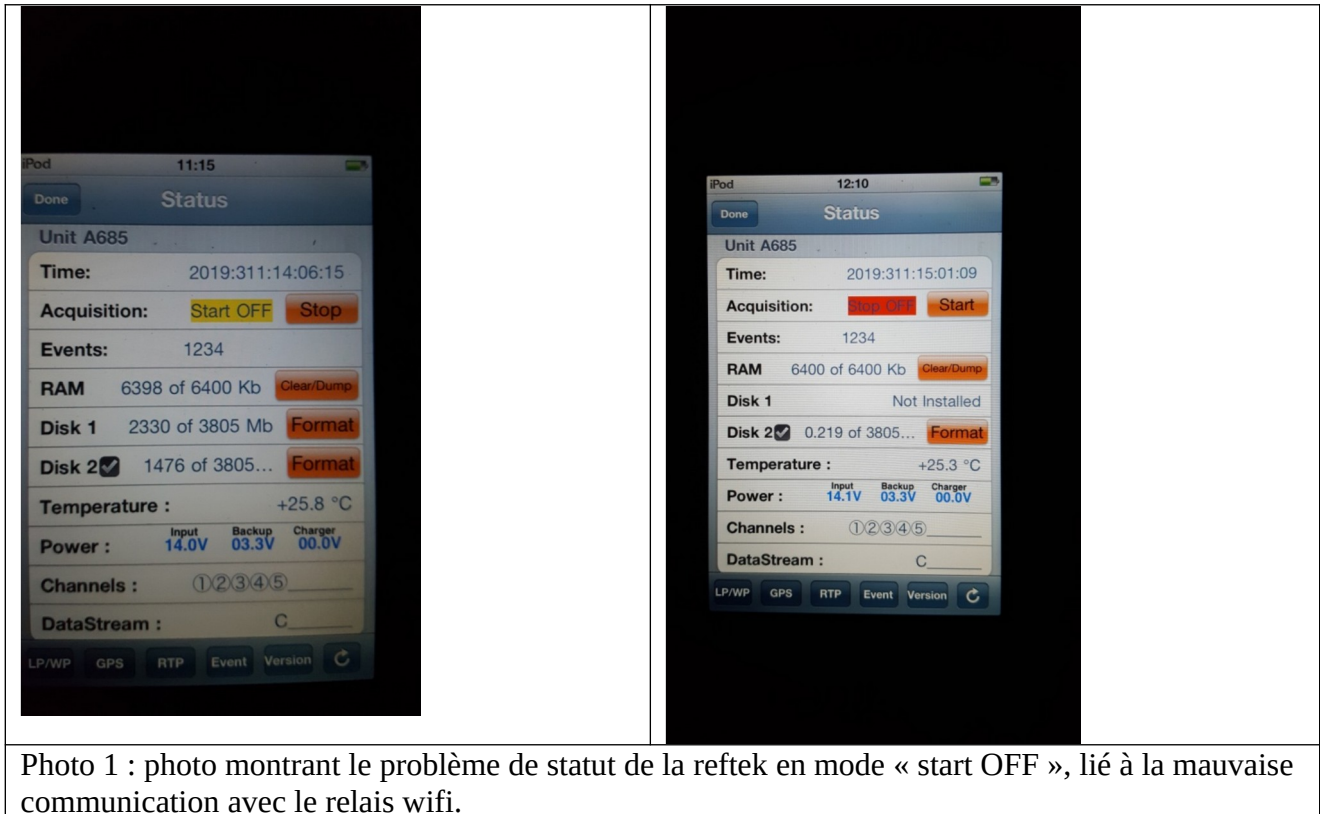 iPod 11:15
Done Status
Unit A685
Time: 2019:311:14:06:15
Acquisition: Start OFF Stop
Events: 1234
RAM 6398 of 6400 Kb Clear/Dump
Disk 1 2330 of 3805 Mb Format
Disk 2 1476 of 3805... Format
Temperature : +25.8 °C
Input Backup Charger
Power : 14.0V 03.3V 00.0V
Channels : ①②③④⑤______
DataStream : C______
LP/WP GPS RTP Event Version
iPod 12:10
Done Status
Unit A685
Time: 2019:311:15:01:09
Acquisition: Stop OFF Start
Events: 1234
RAM 6400 of 6400 Kb Clear/Dump
Disk 1 Not Installed
Disk 2 0.219 of 3805... Format
Temperature : +25.3 °C
Input Backup Charger
Power : 14.1V 03.3V 00.0V
Channels : ①②③④⑤______
DataStream : C______
LP/WP GPS RTP Event Version
Photo 1 : photo montrant le problème de statut de la reftek en mode « start OFF », lié à la mauvaise
communication avec le relais wifi.